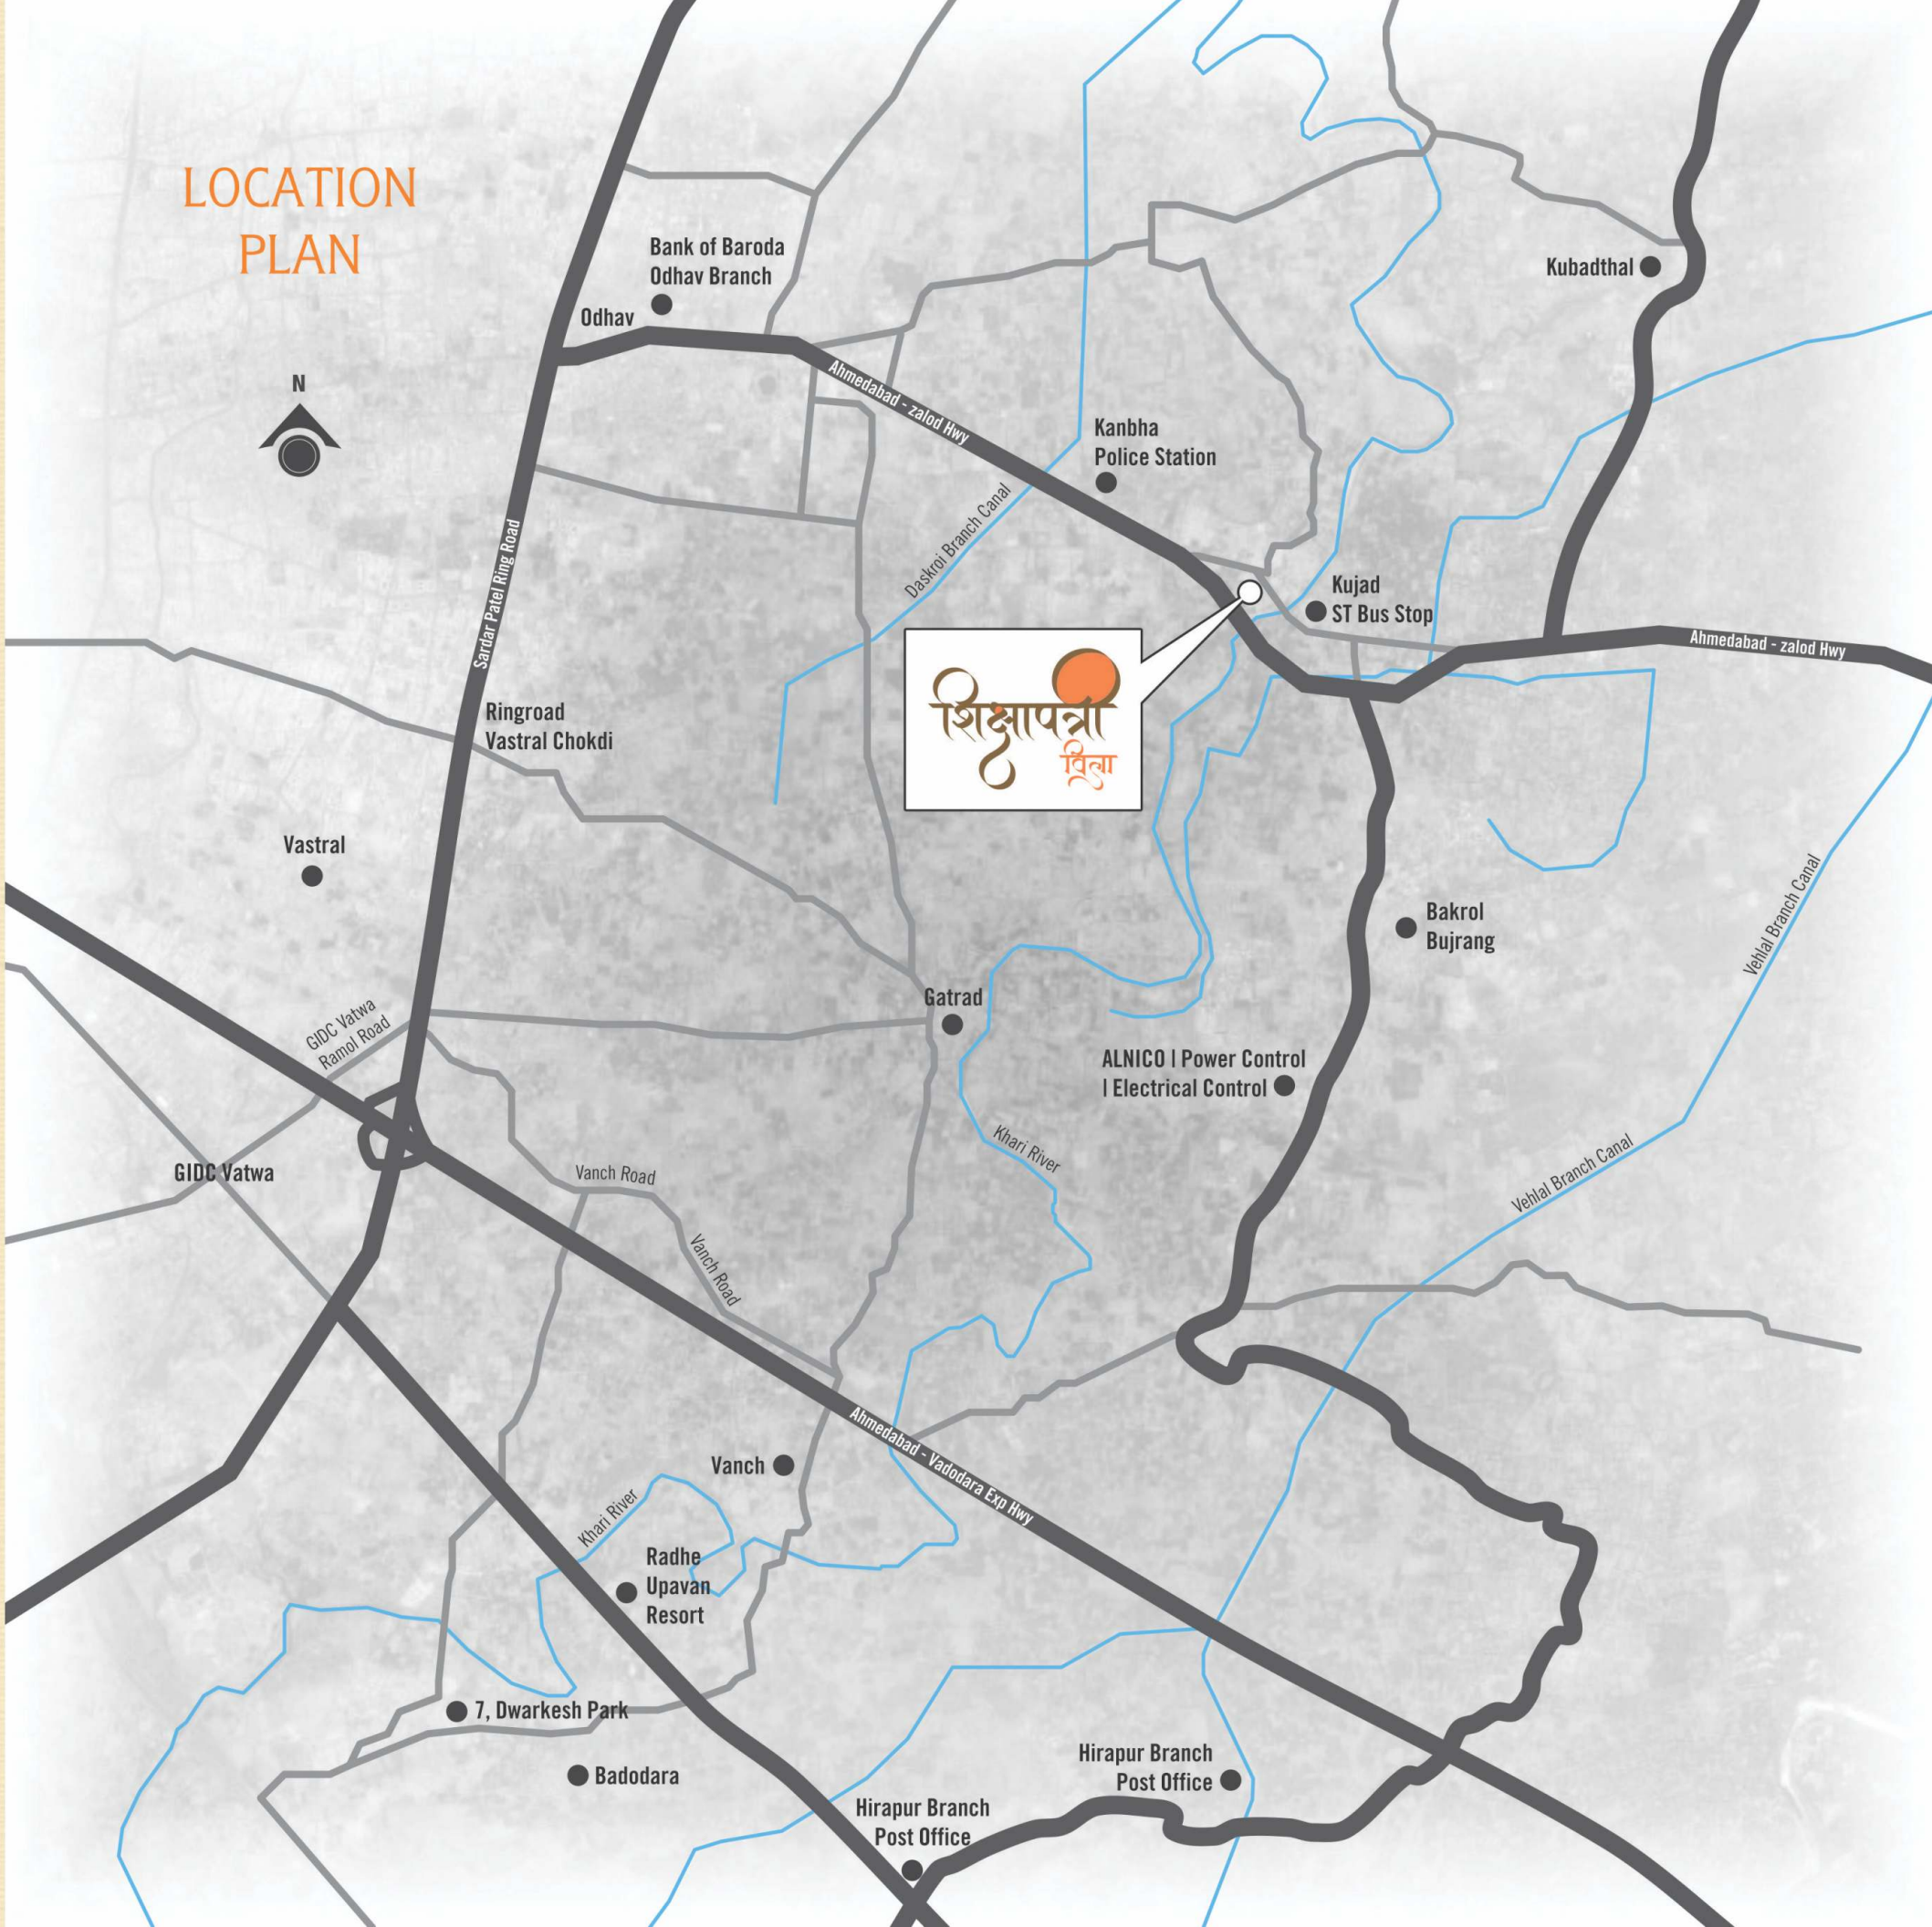 LOCATION
PLAN
N
Bank of Baroda
Odhav Branch
Odhav
Kubadthal
Ahmedabad - zalod Hwy
Kanbha
Police Station
Daskroi Branch Canal
Sardar Patel Ring Road
Kujad
ST Bus Stop
Ahmedabad - zalod Hwy
शिक्षापत्री
विला
Ringroad
Vastral Chokdi
Vastral
Bakrol
Bujrang
Vehlal Branch Canal
Gatrad
GIDC Vatwa
Ramol Road
ALNICO | Power Control
| Electrical Control
Khari River
Vehlal Branch Canal
GIDC Vatwa
Vanch Road
Vanch Road
Ahmedabad - Vadodara Exp Hwy
Vanch
Khari River
Radhe
Upavan
Resort
7, Dwarkesh Park
Badodara
Hirapur Branch
Post Office
Hirapur Branch
Post Office